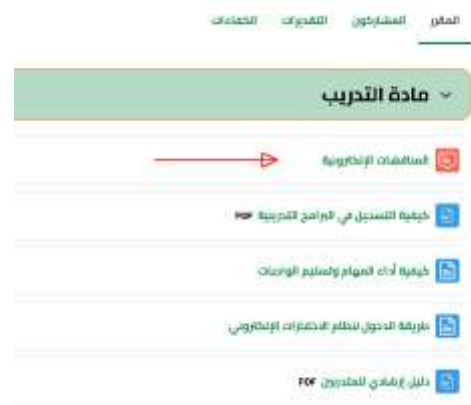 المقرر المشاركون التقديرات الكفاءات
مادة التدريب
المناقشات الإلكترونية
كيفية التسجيل في البرامج التدريبية PDF
كيفية أداء المهام وتسليم الواجبات
طريقة الدخول لنظام الاختبارات الإلكتروني
دليل إرشادي للمتدربين PDF